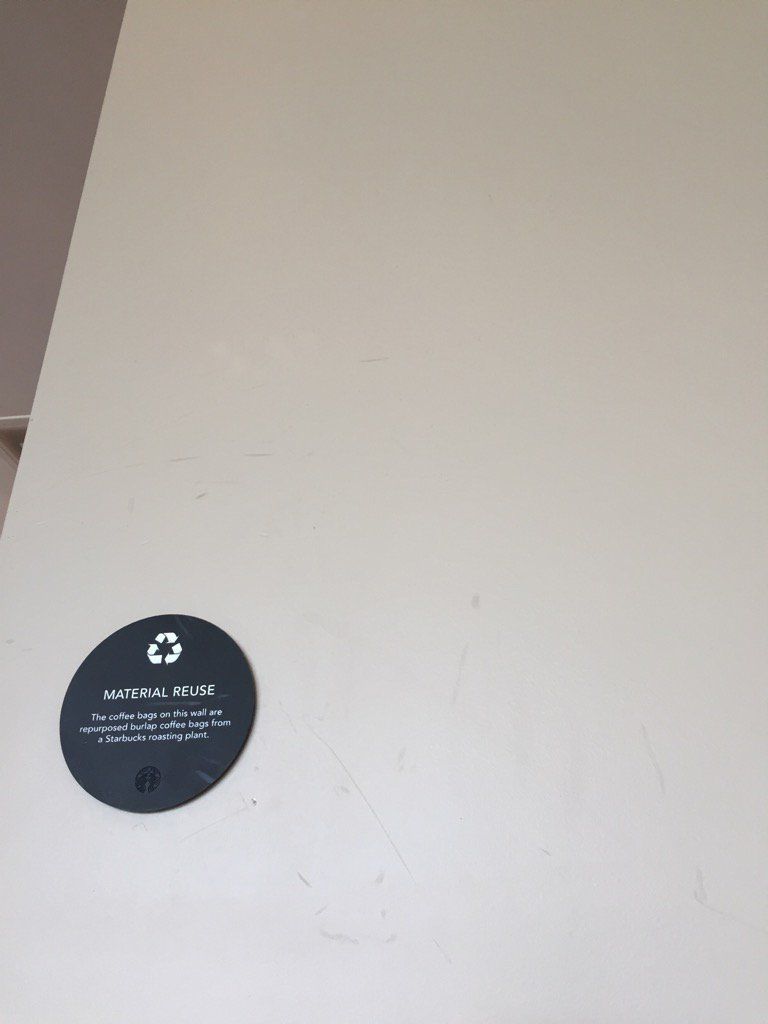 MATERIAL REUSE
The coffee bags on this wall are
repurposed burlap coffee bags from
a Starbucks roasting plant.